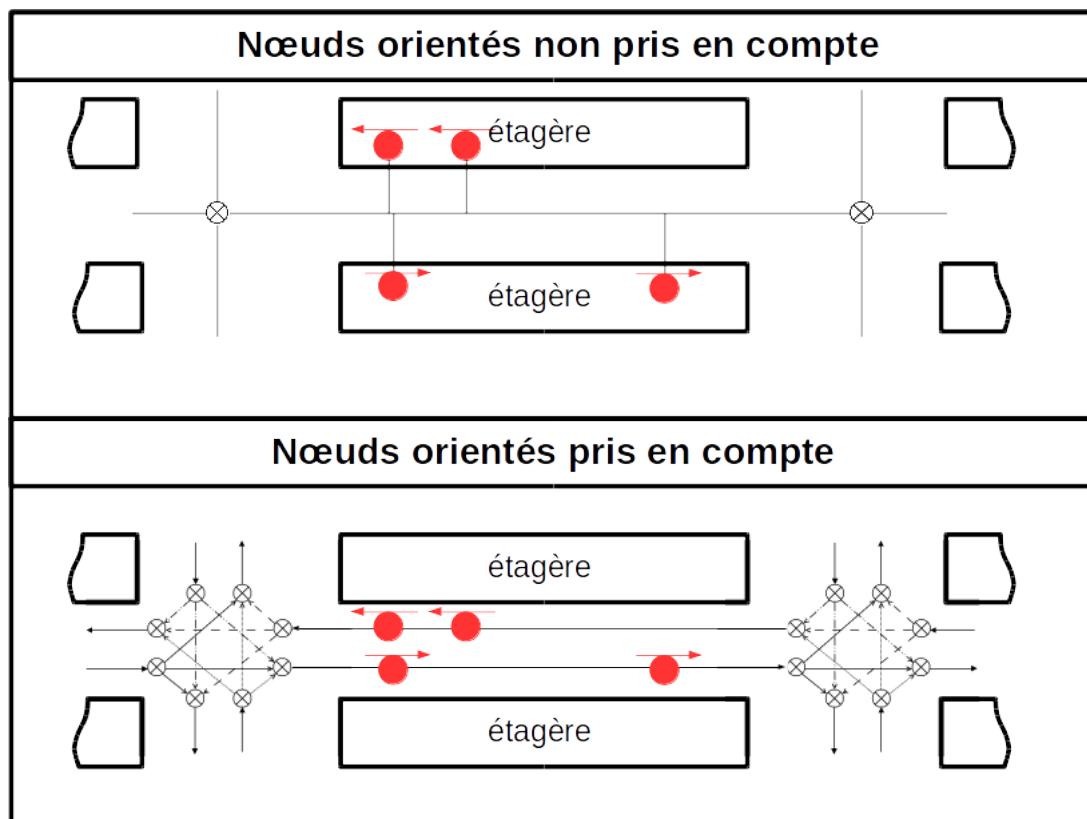 Nœuds orientés non pris en compte
étagère
étagère
Nœuds orientés pris en compte
étagère
étagère